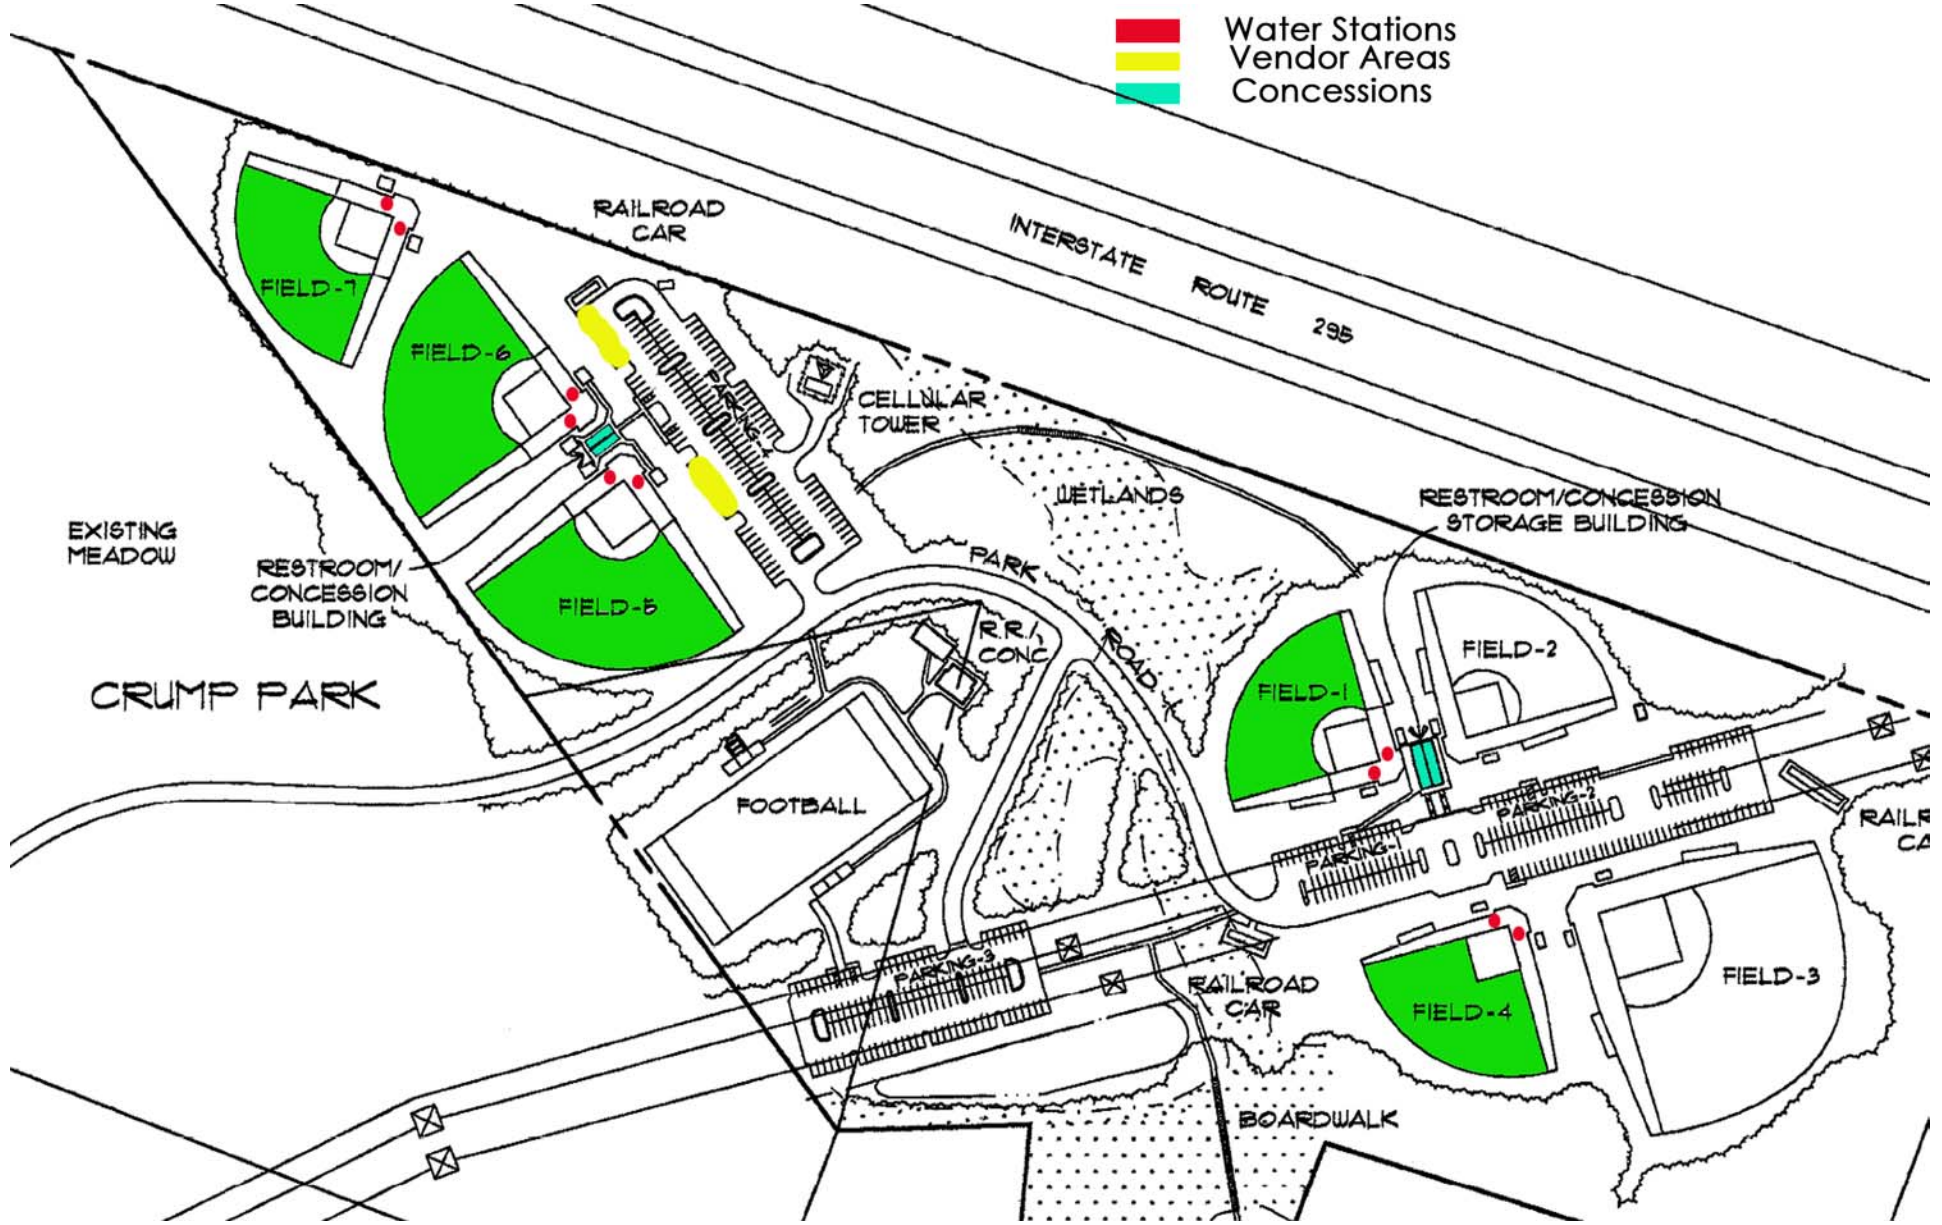 Water Stations
Vendor Areas
Concessions
RAILROAD
CAR
INTERSTATE ROUTE 295
FIELD-7
FIELD-6
PARKING-4
CELLULAR
TOWER
WETLANDS
RESTROOM/CONCESSION
STORAGE BUILDING
EXISTING
MEADOW
RESTROOM/
CONCESSION
BUILDING
FIELD-5
PARK
ROAD
R.R./
CONC
CRUMP PARK
FIELD-1
FIELD-2
FOOTBALL
PARKING-1
PARKING-2
RAILR
CA
PARKING-3
RAILROAD
CAR
FIELD-4
FIELD-3
BOARDWALK